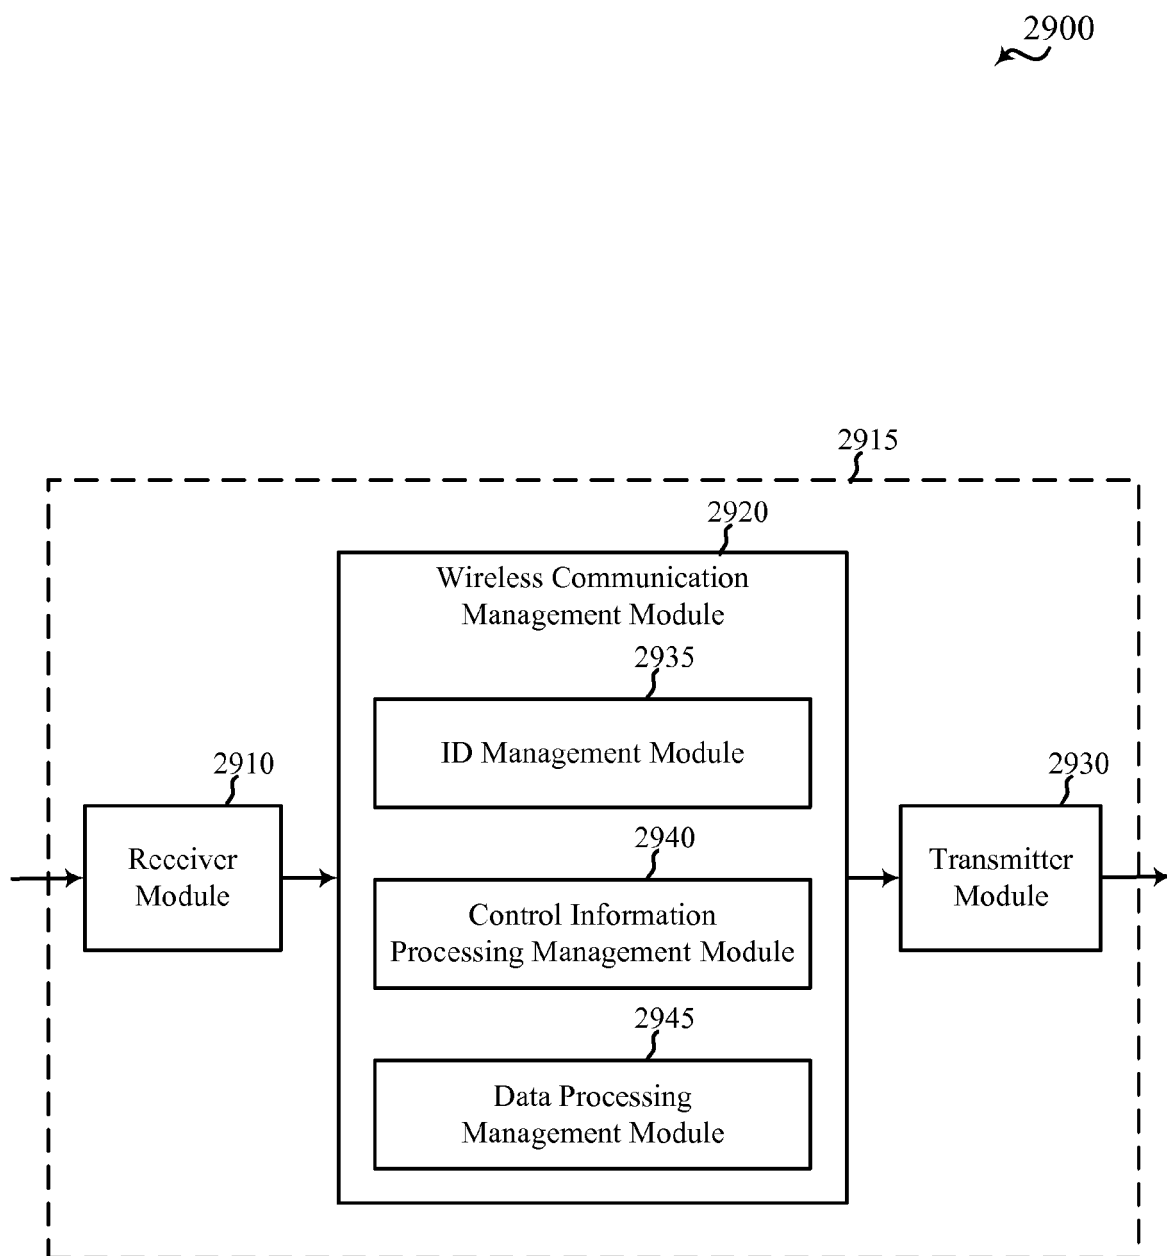 2900
2915
2920
Wireless Communication
Management Module
2935
ID Management Module
2910
Receiver
Module
2940
Control Information
Processing Management Module
2930
Transmitter
Module
2945
Data Processing
Management Module